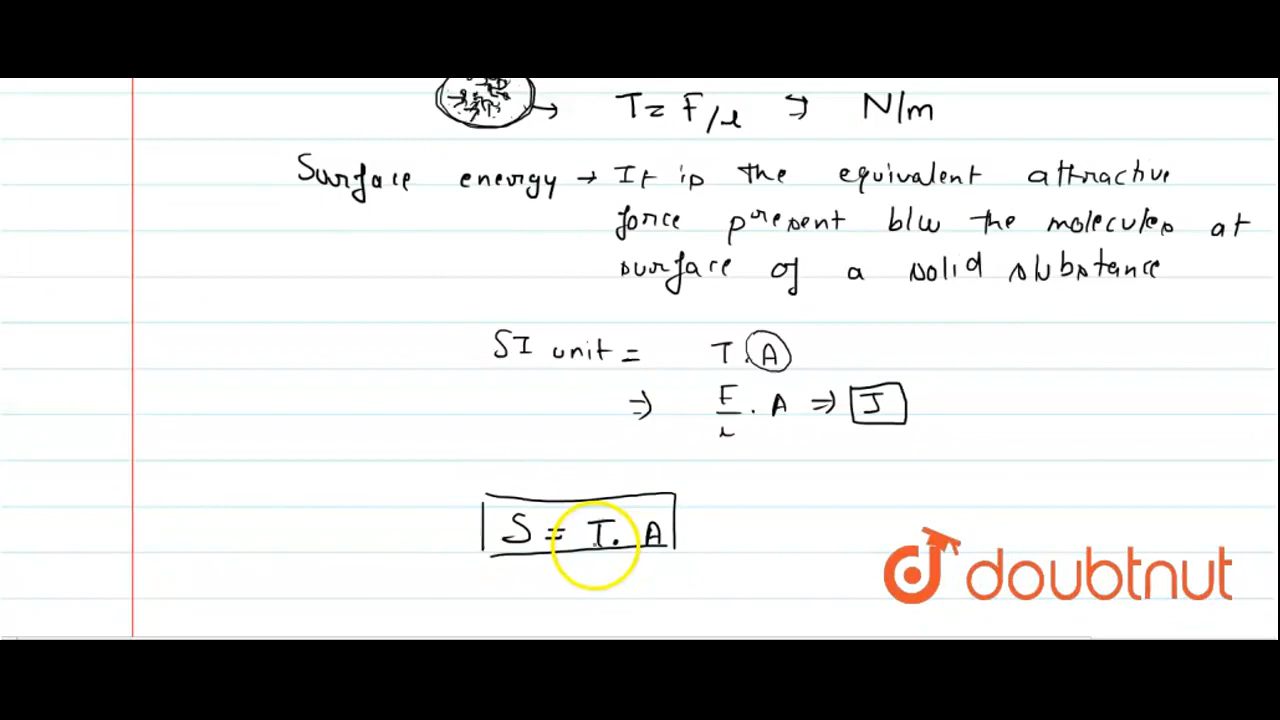 T = F/l → N/m
Surface energy → It is the equivalent attractive
force present b/w the molecules at
surface of a solid substance
SI unit = T.A
⇒ F/l . A ⇒ J
S = T. A
doubtnut